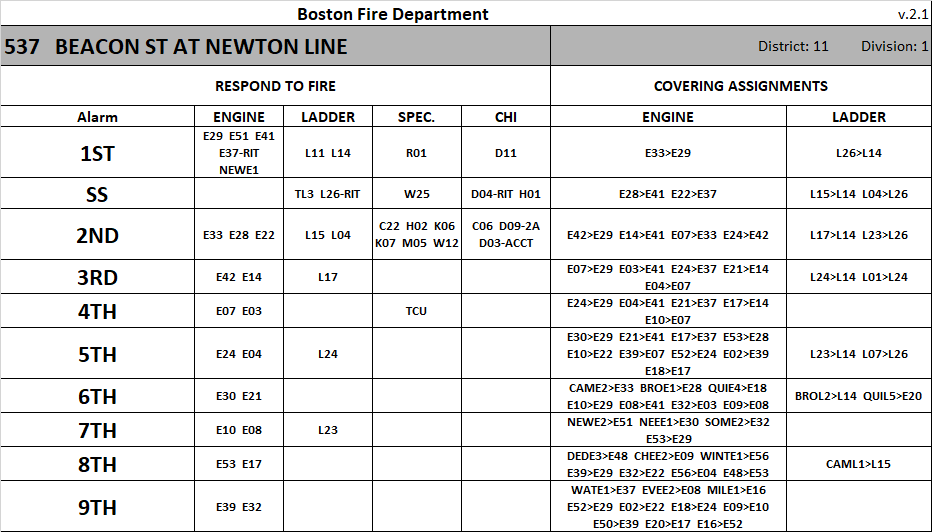 Boston Fire Department
v.2.1
537 BEACON ST AT NEWTON LINE
District: 11 Division: 1
RESPOND TO FIRE
COVERING ASSIGNMENTS
Alarm ENGINE LADDER SPEC. CHI ENGINE LADDER
E29 E51 E41
E37-RIT
NEWE1
1ST L11 L14 R01 D11 E33>E29 L26>L14
SS TL3 L26-RIT W25 D04-RIT H01 E28>E41 E22>E37 L15>L14 L04>L26
2ND E33 E28 E22 L15 L04
C22 H02 K06
K07 M05 W12
C06 D09-2A
D03-ACCT
E42>E29 E14>E41 E07>E33 E24>E42 L17>L14 L23>L26
3RD E42 E14 L17
E07>E29 E03>E41 E24>E37 E21>E14
E04>E07
L24>L14 L01>L24
4TH E07 E03 TCU
E24>E29 E04>E41 E21>E37 E17>E14
E10>E07
5TH E24 E04 L24
E30>E29 E21>E41 E17>E37 E53>E28
E10>E22 E39>E07 E52>E24 E02>E39
E18>E17
L23>L14 L07>L26
6TH E30 E21
CAME2>E33 BROE1>E28 QUIE4>E18
E10>E29 E08>E41 E32>E03 E09>E08
BROL2>L14 QUIL5>E20
7TH E10 E08 L23
NEWE2>E51 NEEE1>E30 SOME2>E32
E53>E29
8TH E53 E17
DEDE3>E48 CHEE2>E09 WINTE1>E56
E39>E29 E32>E22 E56>E04 E48>E53
CAML1>L15
9TH E39 E32
WATE1>E37 EVEE2>E08 MILE1>E16
E52>E29 E02>E22 E18>E24 E09>E10
E50>E39 E20>E17 E16>E52